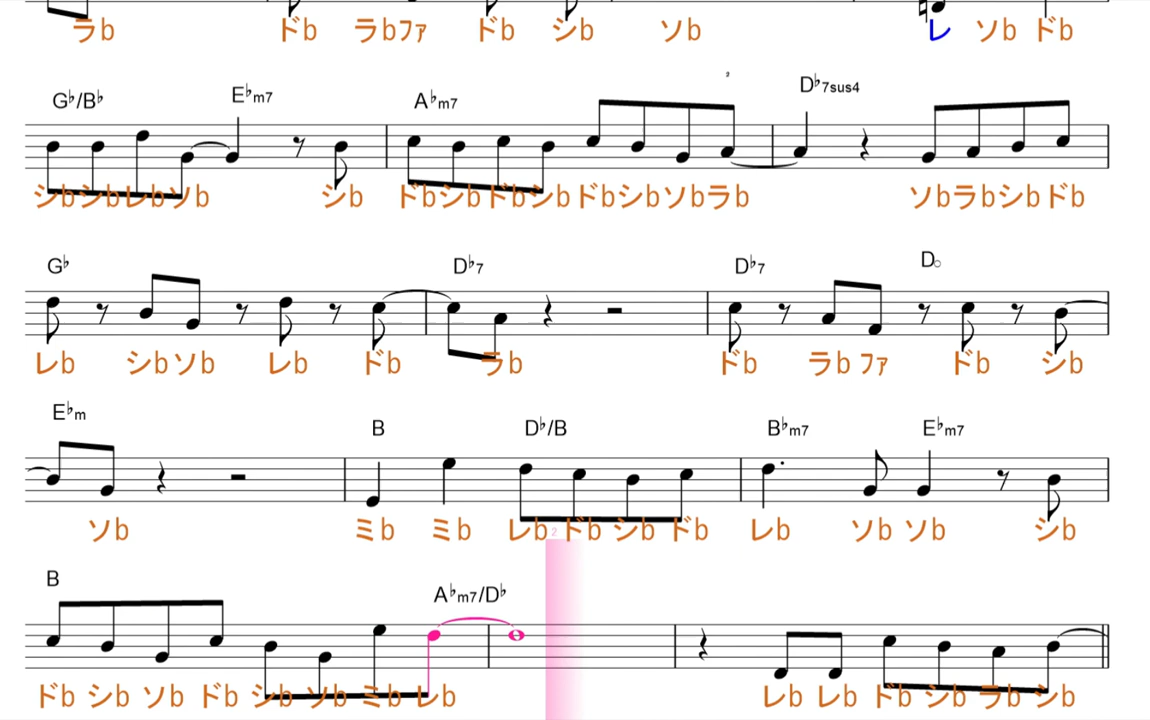 ラb ドb ラbファ ドb シb ソb レ ソb ドb
G♭/B♭ E♭m7 A♭m7 D♭7sus4
シbシbレbソb シb ドbシbドbシbドbシbソbラb ソbラbシbドb
G♭ D♭7 D♭7 D○
レb シbソb レb ドb ラb ドb ラbファ ドb シb
E♭m B D♭/B B♭m7 E♭m7
ソb ミb ミb レbドbシbドb レb ソbソb シb
2
B A♭m7/D♭
ドbシbソbドbシbソbミbレb レbレbドbシbラbシb